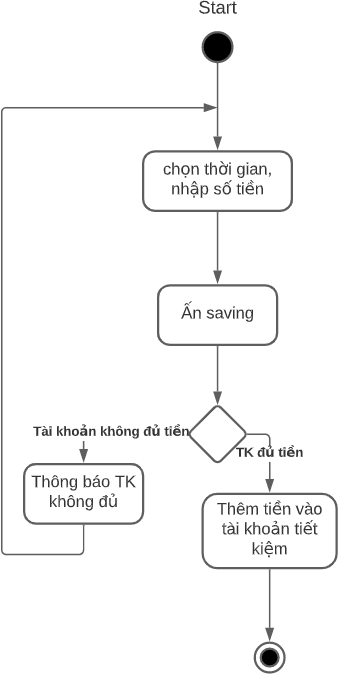 Start
chọn thời gian,
nhập số tiền
Ấn saving
Tài khoản không đủ tiền
TK đủ tiền
Thông báo TK
không đủ
Thêm tiền vào
tài khoản tiết
kiệm